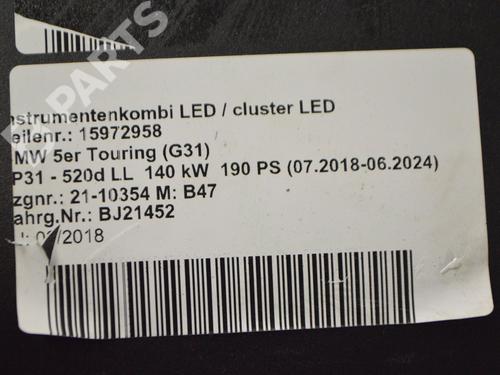 nstrumentenkombi LED / cluster LED
eilenr.: 15972958
MW 5er Touring (G31)
P31 - 520d LL 140 kW 190 PS (07.2018-06.2024)
zgnr.: 21-10354 M: B47
ahrg.Nr.: BJ21452
/2018
B-PARTS